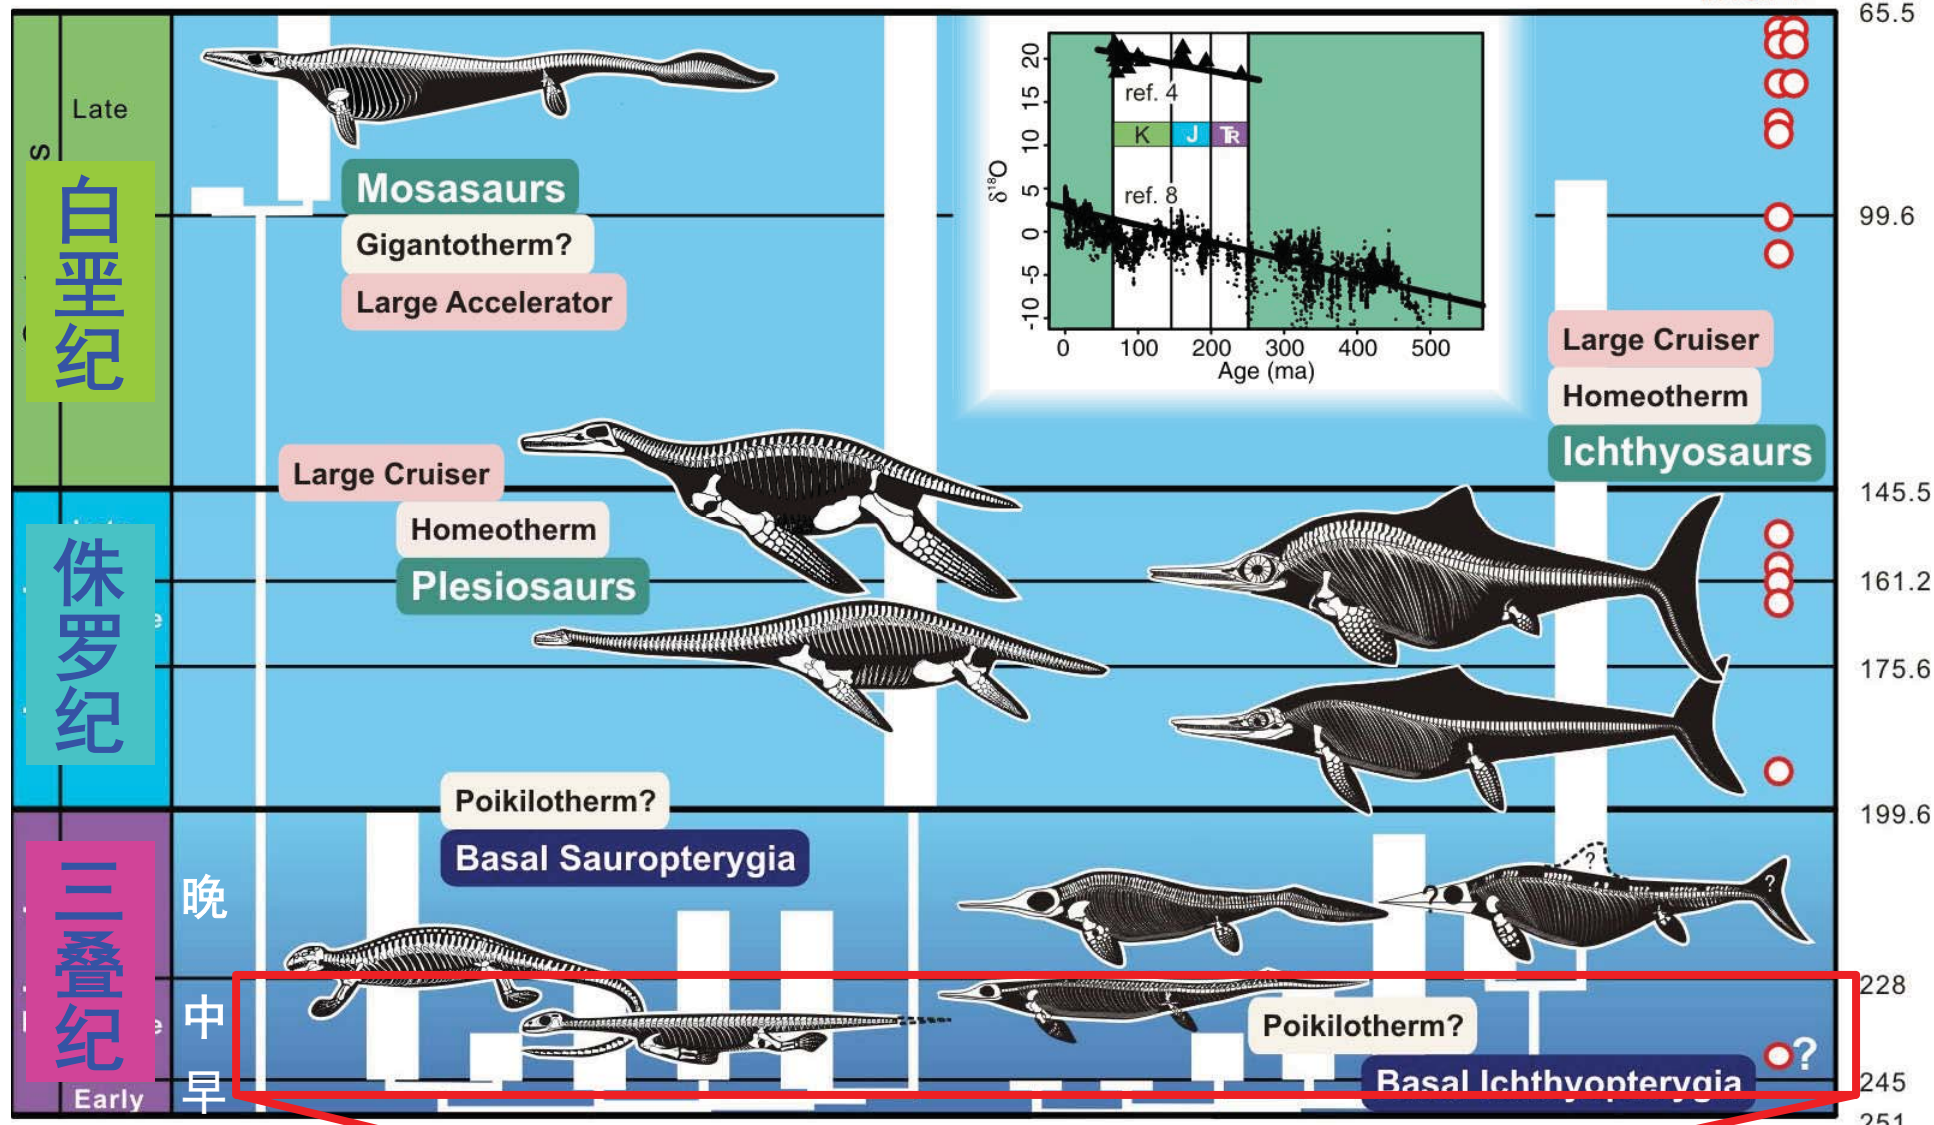 65.5
Late
S
白垩纪
Mosasaurs
Gigantotherm?
Large Accelerator
20
15
10
5
0
-5
-10
δ¹⁸O
ref. 4
K
J
TR
ref. 8
0 100 200 300 400 500
Age (ma)
99.6
Large Cruiser
Homeotherm
Ichthyosaurs
Large Cruiser
Homeotherm
Plesiosaurs
145.5
侏罗纪
e
161.2
175.6
Poikilotherm?
Basal Sauropterygia
199.6
三叠纪
晚
?
?
?
228
中
e
Poikilotherm?
?
Basal Ichthyopterygia
早
Early
245
251